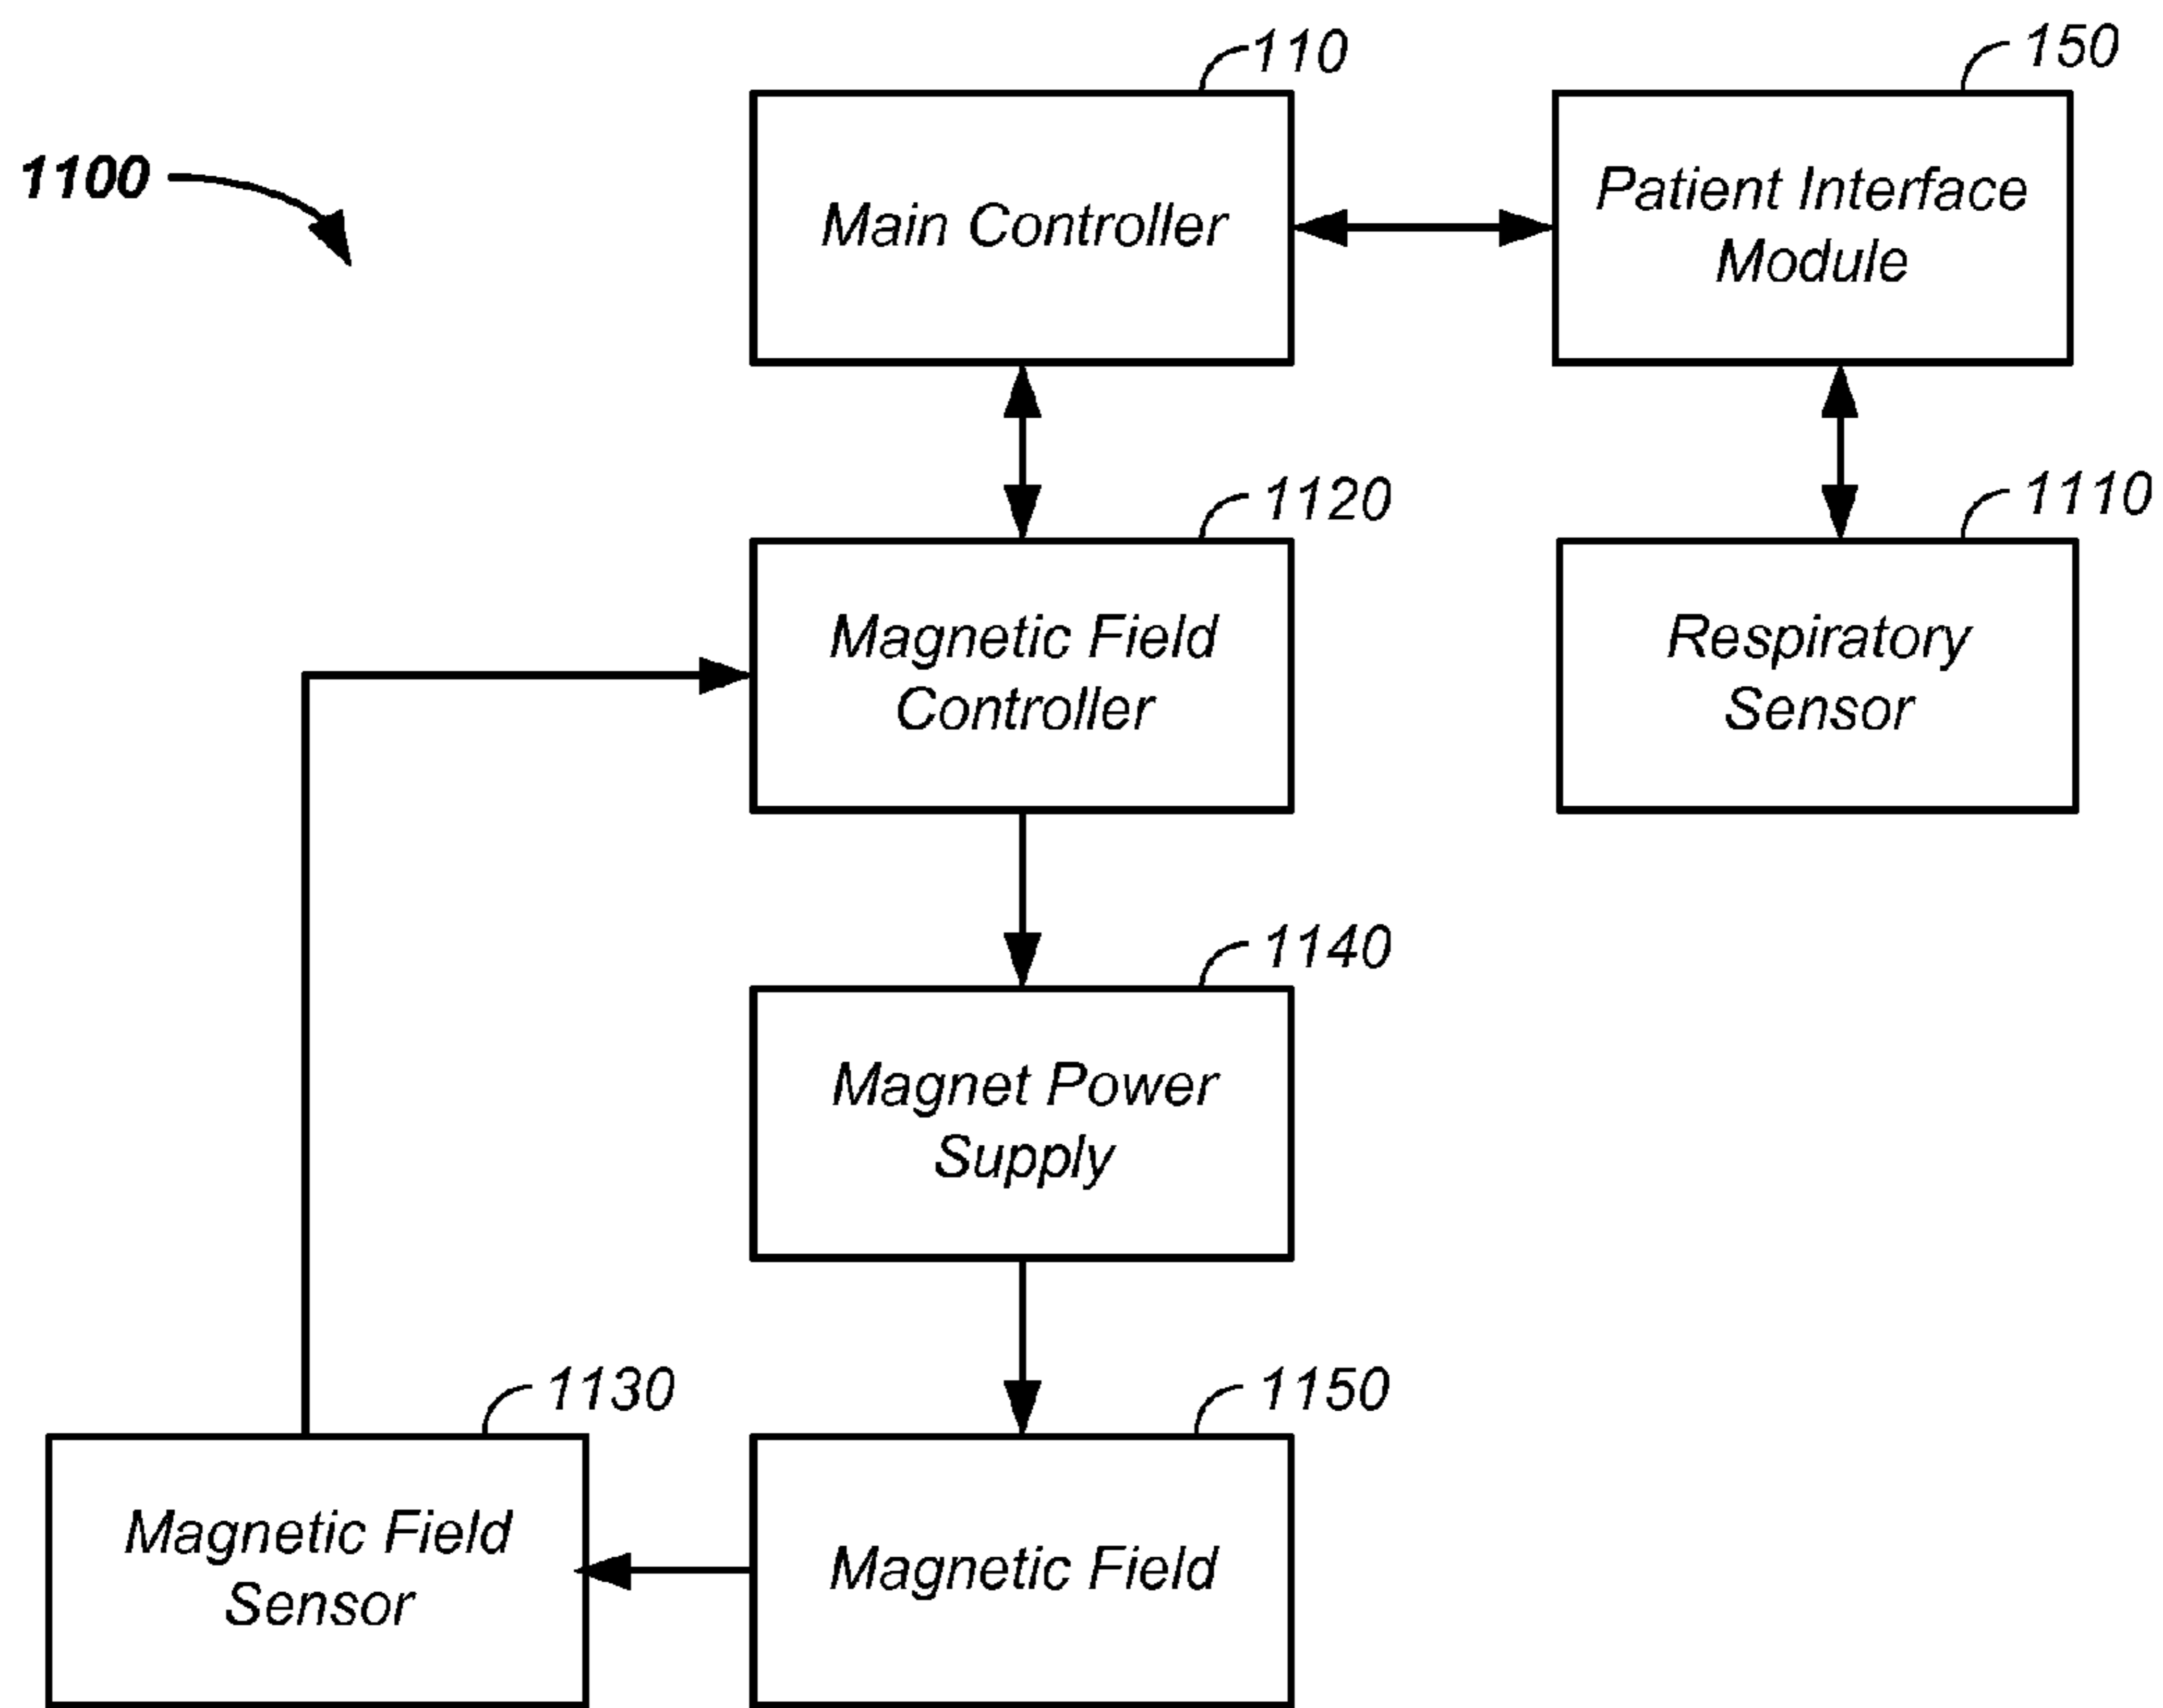 110
150
1100
Main Controller
Patient Interface
Module
1120
1110
Magnetic Field
Controller
Respiratory
Sensor
1140
Magnet Power
Supply
1130
1150
Magnetic Field
Sensor
Magnetic Field